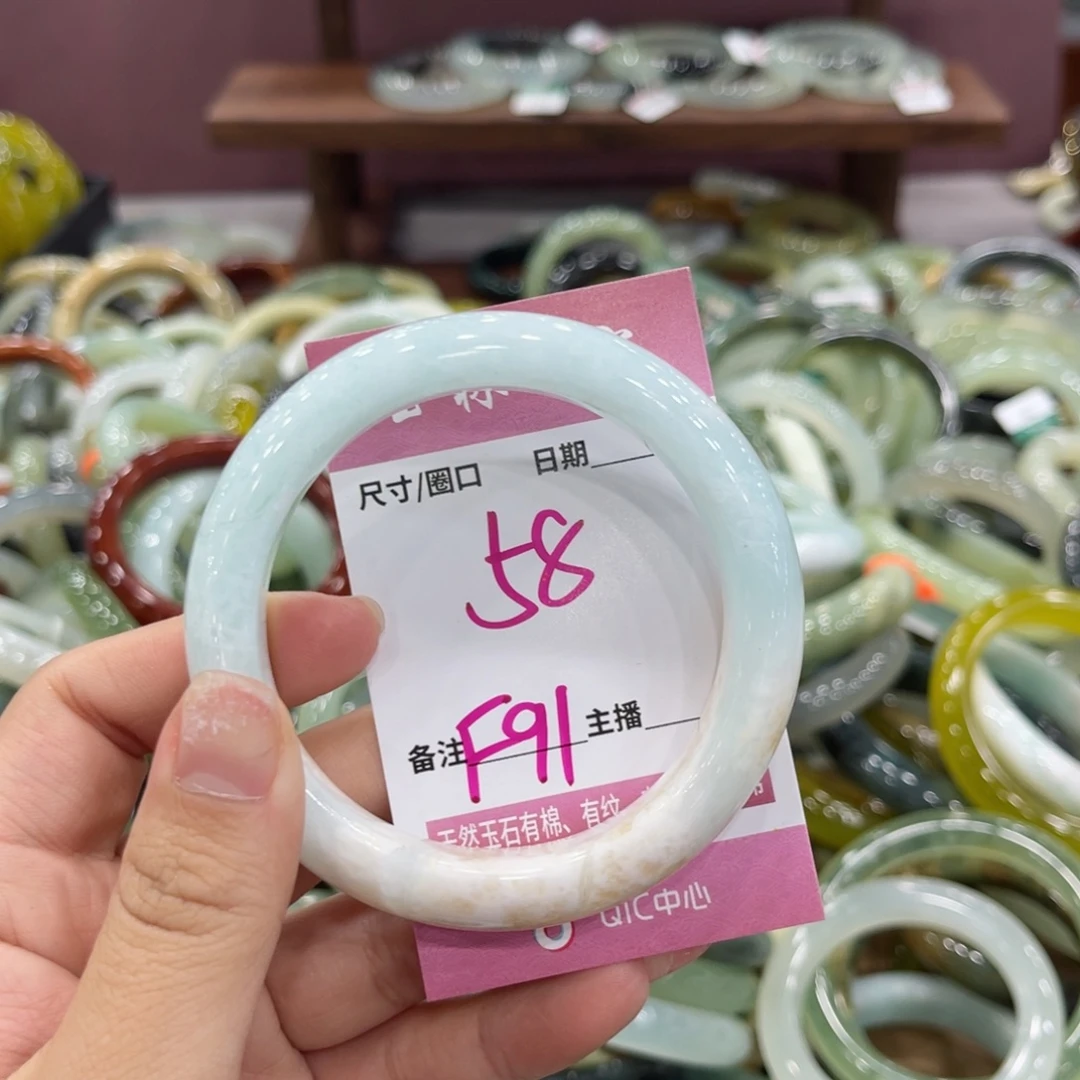 尺寸/圈口 日期
58
F91
备注 主播
天然玉石有棉、有纹、
QIC中心